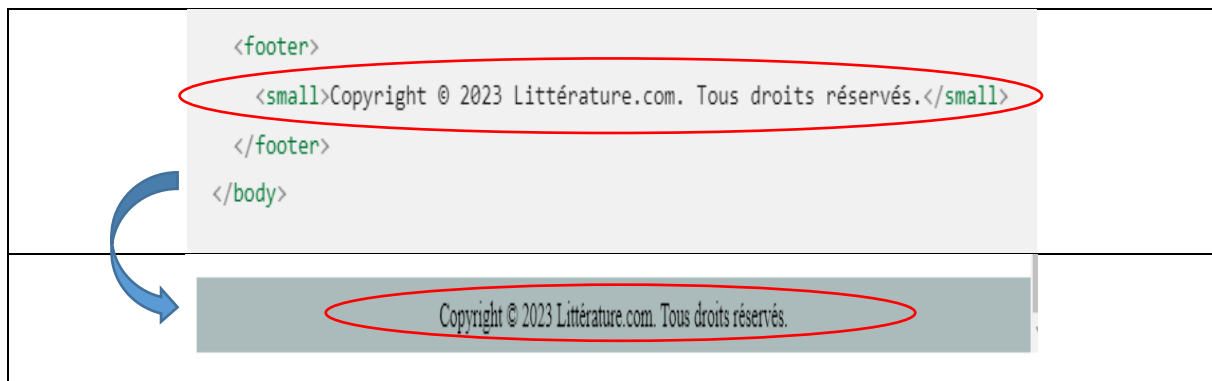 <footer>
<small>Copyright © 2023 Littérature.com. Tous droits réservés.</small>
</footer>
</body>
Copyright © 2023 Littérature.com. Tous droits réservés.